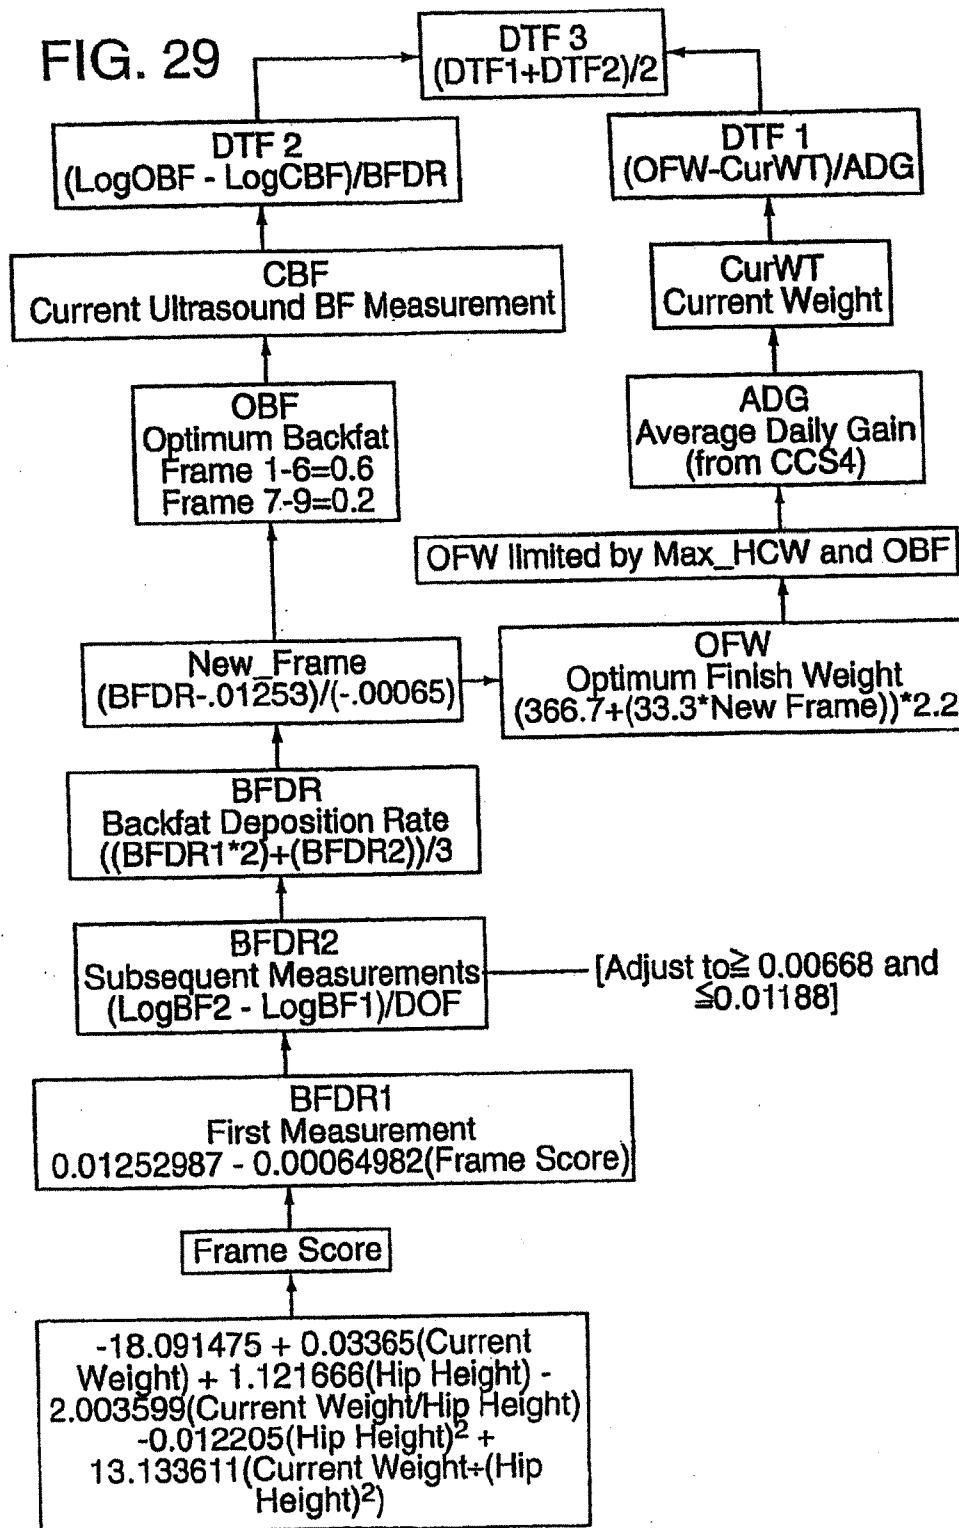 FIG. 29
DTF 3
(DTF1+DTF2)/2
DTF 2
(LogOBF - LogCBF)/BFDR
DTF 1
(OFW-CurWT)/ADG
CBF
Current Ultrasound BF Measurement
CurWT
Current Weight
OBF
Optimum Backfat
Frame 1-6=0.6
Frame 7-9=0.2
ADG
Average Daily Gain
(from CCS4)
OFW limited by Max_HCW and OBF
New_Frame
(BFDR-.01253)/(-.00065)
OFW
Optimum Finish Weight
(366.7+(33.3*New Frame))*2.2
BFDR
Backfat Deposition Rate
((BFDR1*2)+(BFDR2))/3
BFDR2
Subsequent Measurements
(LogBF2 - LogBF1)/DOF
[Adjust to≧ 0.00668 and
≦0.01188]
BFDR1
First Measurement
0.01252987 - 0.00064982(Frame Score)
Frame Score
-18.091475 + 0.03365(Current
Weight) + 1.121666(Hip Height) -
2.003599(Current Weight/Hip Height)
-0.012205(Hip Height)² +
13.133611(Current Weight÷(Hip
Height)²)